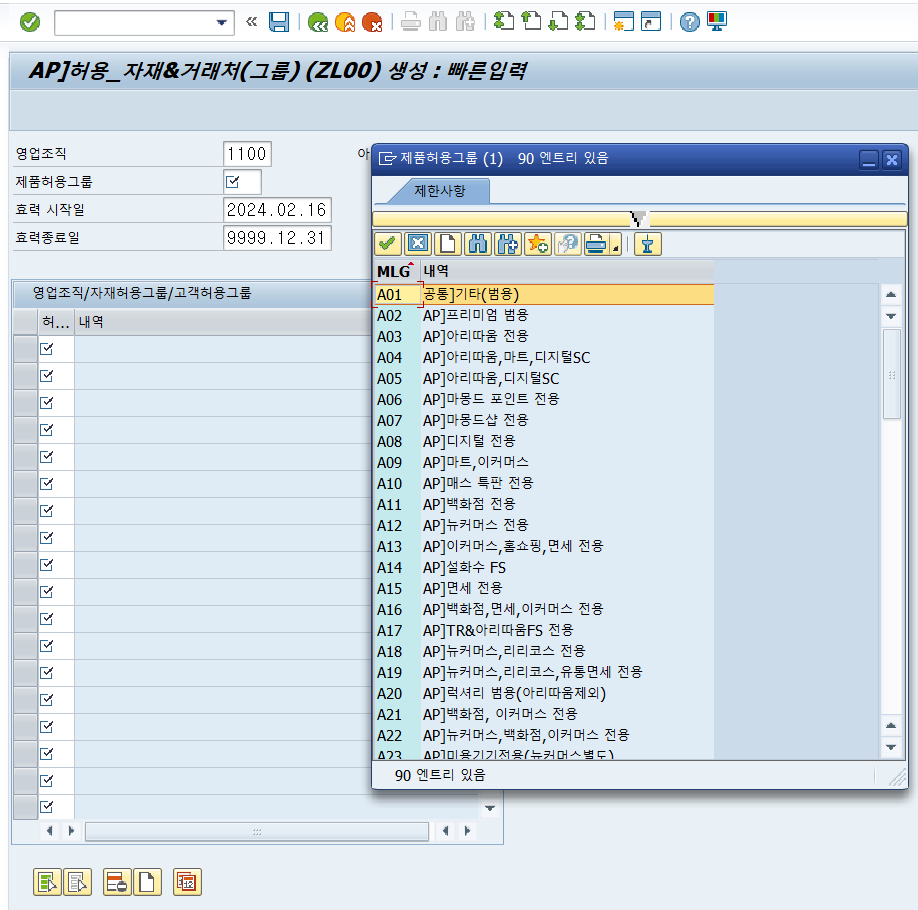 AP]허용_자재&거래처(그룹) (ZL00) 생성 : 빠른입력
영업조직 1100 아
제품허용그룹
효력 시작일 2024.02.16
효력종료일 9999.12.31
영업조직/자재허용그룹/고객허용그룹
허... 내역
제품허용그룹 (1) 90 엔트리 있음
제한사항
MLG 내역
A01 공통]기타(범용)
A02 AP]프리미엄 범용
A03 AP]아리따움 전용
A04 AP]아리따움,마트,디지털SC
A05 AP]아리따움,디지털SC
A06 AP]마몽드 포인트 전용
A07 AP]마몽드샵 전용
A08 AP]디지털 전용
A09 AP]마트,이커머스
A10 AP]매스 특판 전용
A11 AP]백화점 전용
A12 AP]뉴커머스 전용
A13 AP]이커머스,홈쇼핑,면세 전용
A14 AP]설화수 FS
A15 AP]면세 전용
A16 AP]백화점,면세,이커머스 전용
A17 AP]TR&아리따움FS 전용
A18 AP]뉴커머스,리리코스 전용
A19 AP]뉴커머스,리리코스,유통면세 전용
A20 AP]럭셔리 범용(아리따움제외)
A21 AP]백화점, 이커머스 전용
A22 AP]뉴커머스,백화점,이커머스 전용
A23 AP]미용기기전용(뉴커머스별도)
90 엔트리 있음